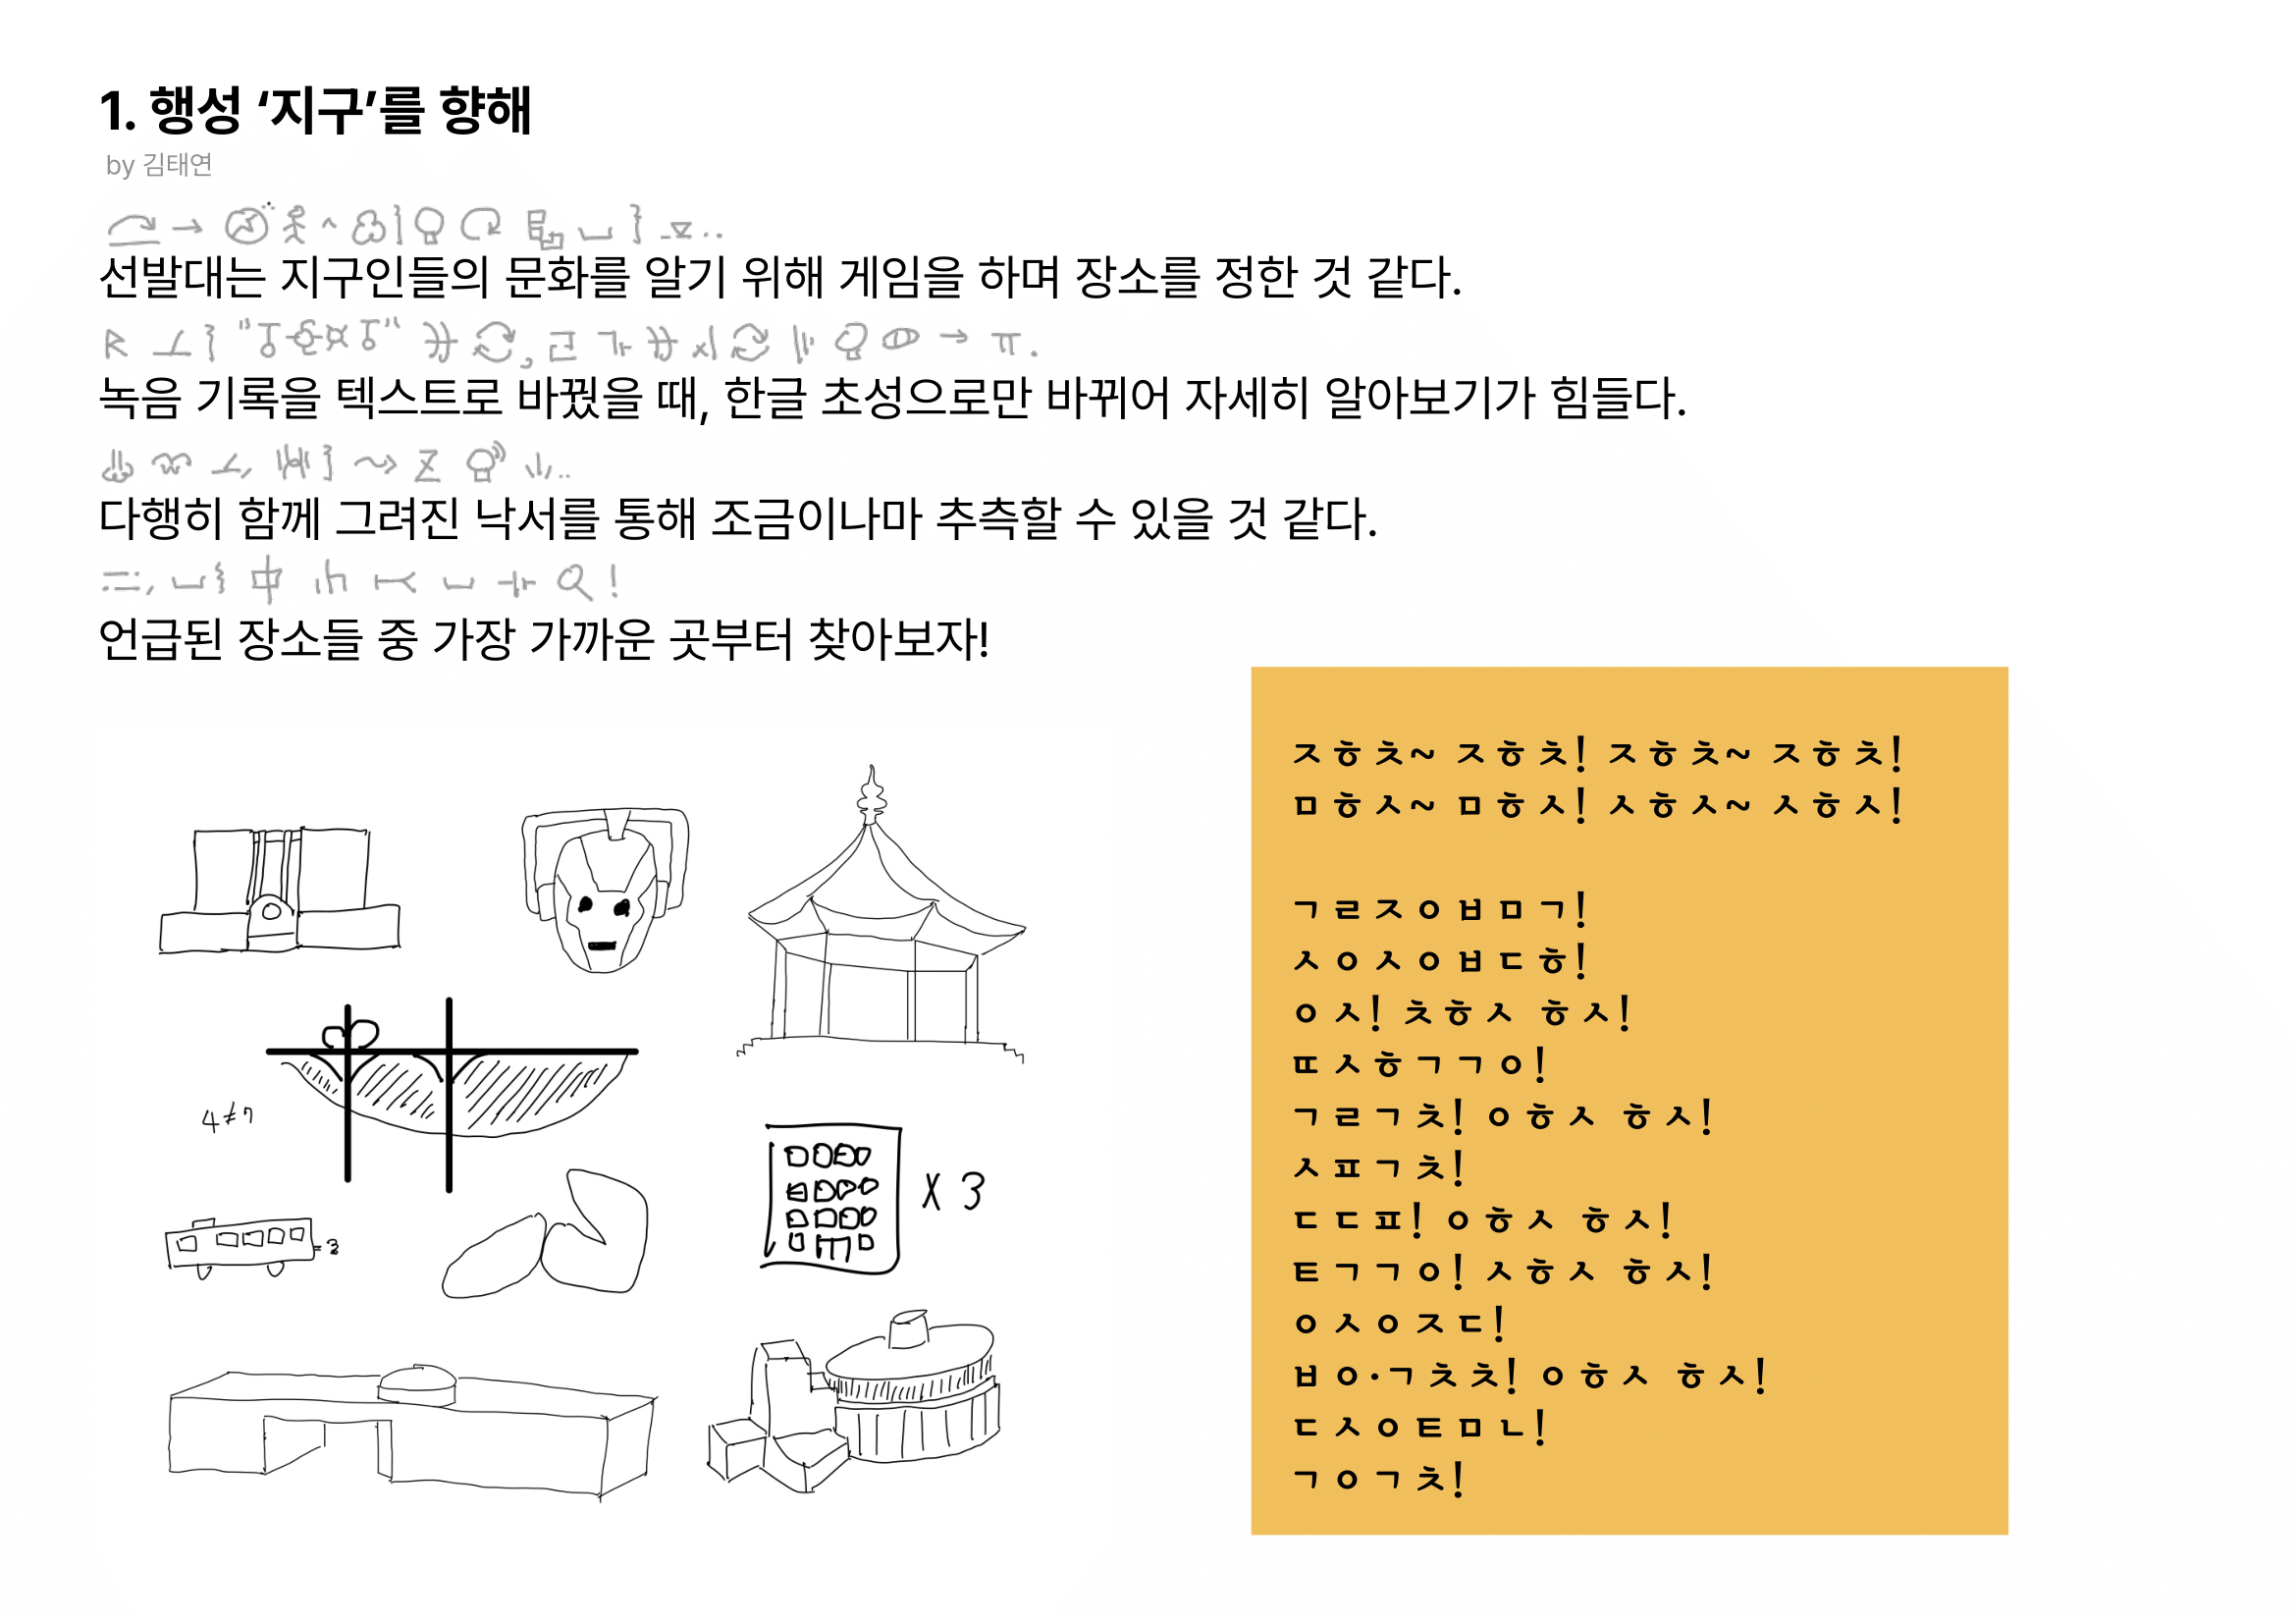 1. 행성 ‘지구’를 향해
by 김태연
선발대는 지구인들의 문화를 알기 위해 게임을 하며 장소를 정한 것 같다.
녹음 기록을 텍스트로 바꿨을 때, 한글 초성으로만 바뀌어 자세히 알아보기가 힘들다.
다행히 함께 그려진 낙서를 통해 조금이나마 추측할 수 있을 것 같다.
언급된 장소들 중 가장 가까운 곳부터 찾아보자!
ㅈㅎㅊ~ ㅈㅎㅊ! ㅈㅎㅊ~ ㅈㅎㅊ!
ㅁㅎㅅ~ ㅁㅎㅅ! ㅅㅎㅅ~ ㅅㅎㅅ!
ㄱㄹㅈㅇㅂㅁㄱ!
ㅅㅇㅅㅇㅂㄷㅎ!
ㅇㅅ! ㅊㅎㅅ ㅎㅅ!
ㄸㅅㅎㄱㄱㅇ!
ㄱㄹㄱㅊ! ㅇㅎㅅ ㅎㅅ!
ㅅㅍㄱㅊ!
ㄷㄷㅍ! ㅇㅎㅅ ㅎㅅ!
ㅌㄱㄱㅇ! ㅅㅎㅅ ㅎㅅ!
ㅇㅅㅇㅈㄷ!
ㅂㅇ·ㄱㅊㅊ! ㅇㅎㅅ ㅎㅅ!
ㄷㅅㅇㅌㅁㄴ!
ㄱㅇㄱㅊ!
4≠7
X 3